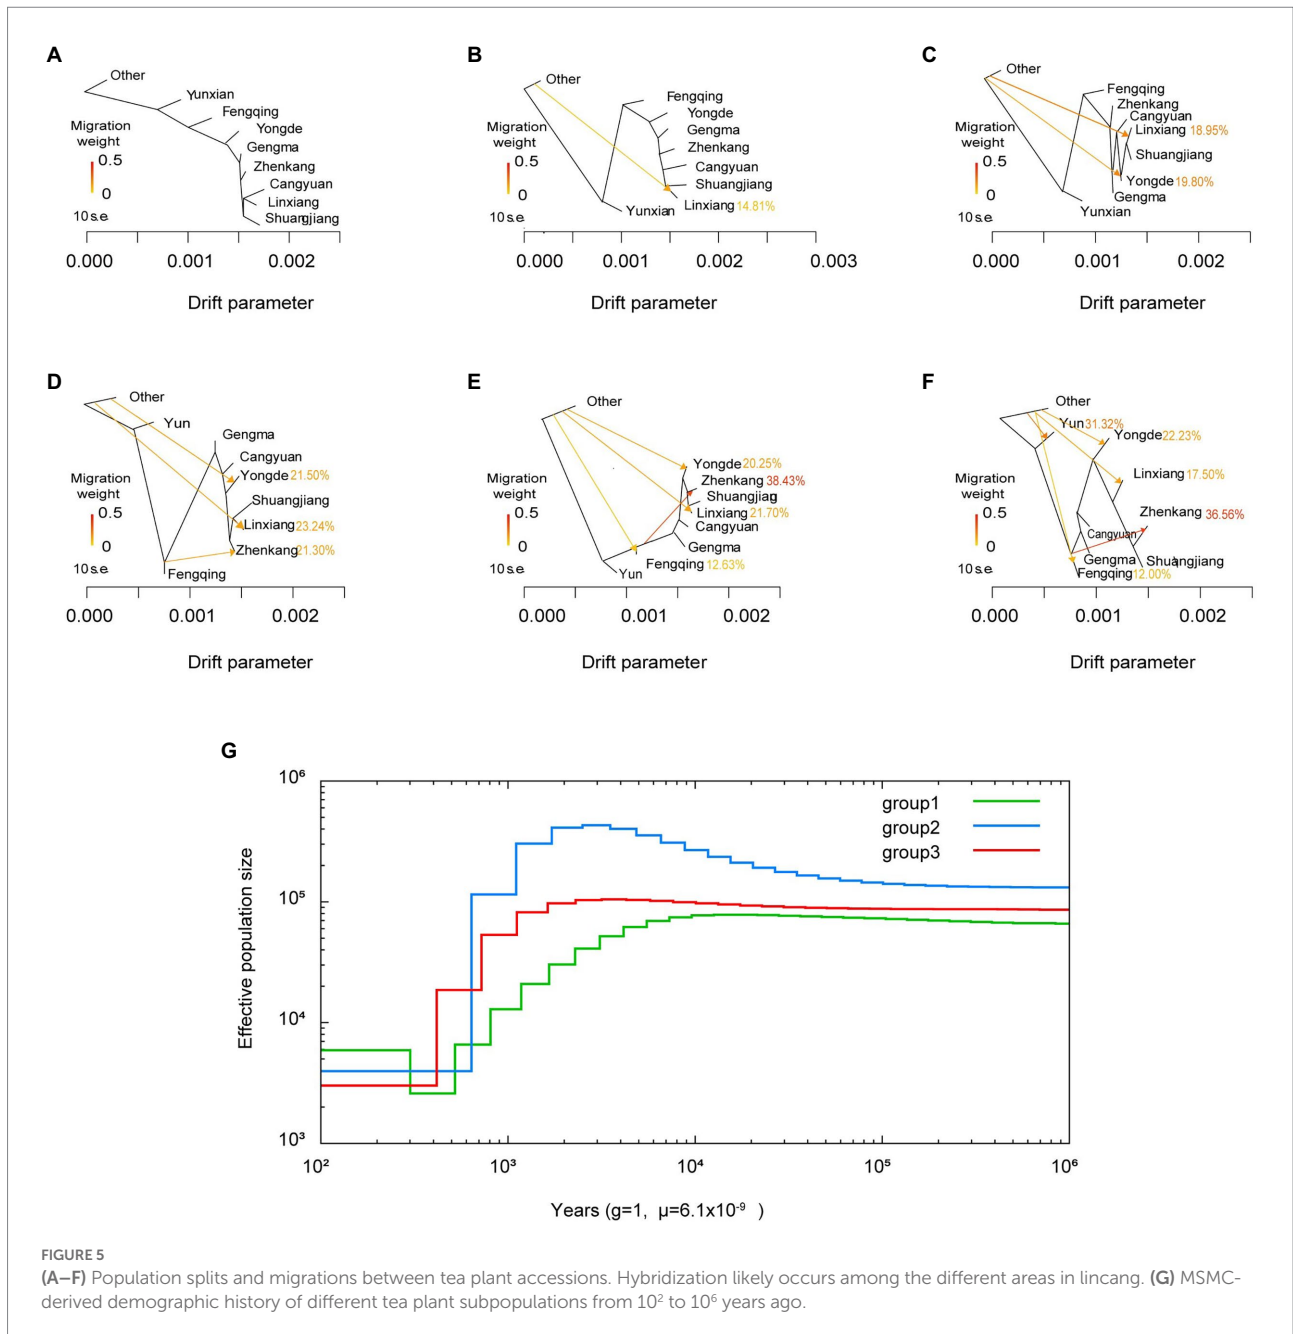 A
Other
Yunxian
Fengqing
Yongde
Gengma
Zhenkang
Cangyuan
Linxiang
Shuangjiang
Migration
weight
0.5
0
10 s.e.
0.000 0.001 0.002
Drift parameter
B
Other
Fengqing
Yongde
Gengma
Zhenkang
Cangyuan
Shuangjiang
Linxiang 14.81%
Yunxian
Migration
weight
0.5
0
10 s.e.
0.000 0.001 0.002 0.003
Drift parameter
C
Other
Fengqing
Zhenkang
Cangyuan
Linxiang 18.95%
Shuangjiang
Yongde 19.80%
Gengma
Yunxian
Migration
weight
0.5
0
10 s.e.
0.000 0.001 0.002
Drift parameter
D
Other
Yun
Gengma
Cangyuan
Yongde 21.50%
Shuangjiang
Linxiang 23.24%
Zhenkang 21.30%
Fengqing
Migration
weight
0.5
0
10 s.e.
0.000 0.001 0.002
Drift parameter
E
Other
Yongde 20.25%
Zhenkang 38.43%
Shuangjiang
Linxiang 21.70%
Cangyuan
Gengma
Fengqing 12.63%
Yun
Migration
weight
0.5
0
10 s.e.
0.000 0.001 0.002
Drift parameter
F
Other
Yun 31.32%
Yongde 22.23%
Linxiang 17.50%
Zhenkang 36.56%
Cangyuan
Gengma
Shuangjiang
Fengqing 12.00%
Migration
weight
0.5
0
10 s.e.
0.000 0.001 0.002
Drift parameter
G
group1
group2
group3
Effective population size
10⁶
10⁵
10⁴
10³
10² 10³ 10⁴ 10⁵ 10⁶
Years (g=1, μ=6.1x10⁻⁹ )
FIGURE 5
(A–F) Population splits and migrations between tea plant accessions. Hybridization likely occurs among the different areas in lincang. (G) MSMC-
derived demographic history of different tea plant subpopulations from 10² to 10⁶ years ago.